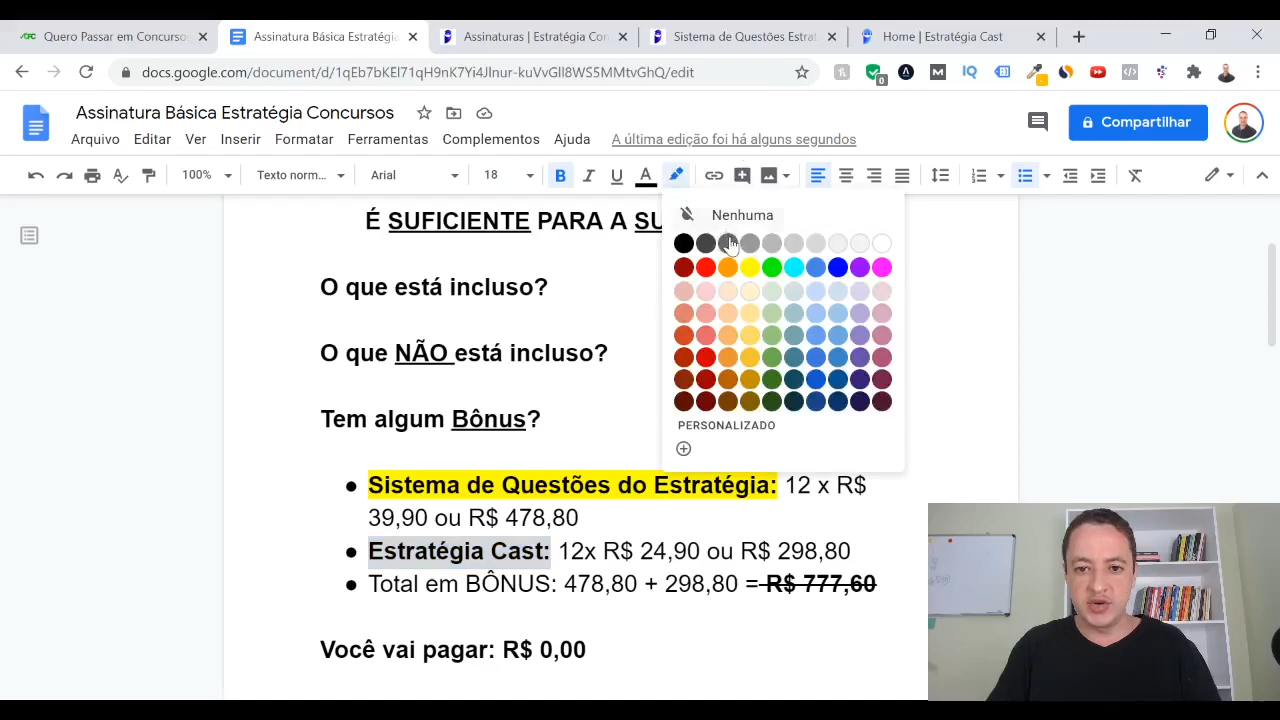 Quero Passar em Concursos
Assinatura Básica Estratégia
Assinaturas | Estratégia Con
Sistema de Questões Estrat
Home | Estratégia Cast
docs.google.com/document/d/1qEb7bKEl71qH9nK7Yi4JInur-kuVvGll8WS5MMtvGhQ/edit
Assinatura Básica Estratégia Concursos
Arquivo Editar Ver Inserir Formatar Ferramentas Complementos Ajuda A última edição foi há alguns segundos
Compartilhar
100% Texto norm... Arial 18
Nenhuma
PERSONALIZADO
É SUFICIENTE PARA A SU
O que está incluso?
O que NÃO está incluso?
Tem algum Bônus?
● Sistema de Questões do Estratégia: 12 x R$
39,90 ou R$ 478,80
● Estratégia Cast: 12x R$ 24,90 ou R$ 298,80
● Total em BÔNUS: 478,80 + 298,80 = R$ 777,60
Você vai pagar: R$ 0,00